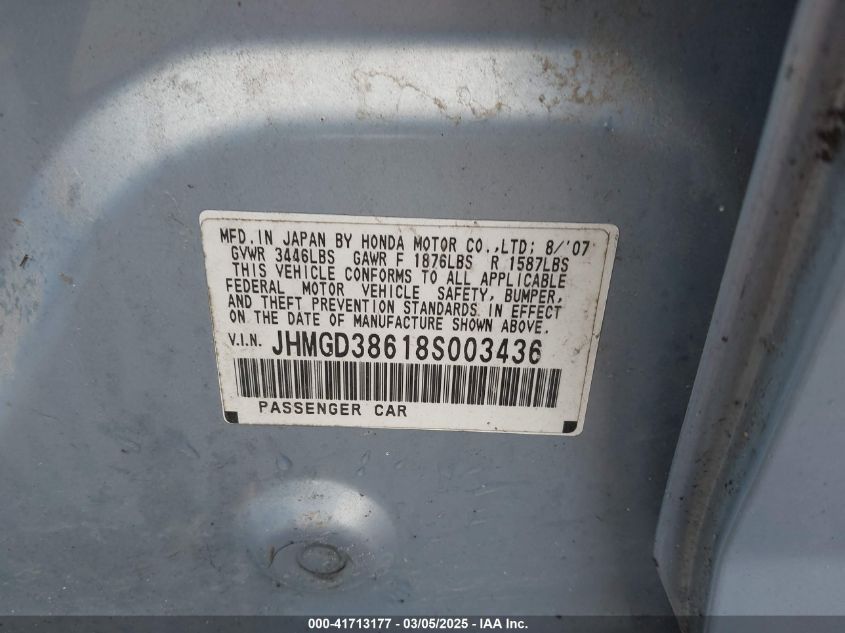 MFD. IN JAPAN BY HONDA MOTOR CO.,LTD; 8/'07
GVWR 3446LBS GAWR F 1876LBS R 1587LBS
THIS VEHICLE CONFORMS TO ALL APPLICABLE
FEDERAL MOTOR VEHICLE SAFETY, BUMPER,
AND THEFT PREVENTION STANDARDS IN EFFECT
ON THE DATE OF MANUFACTURE SHOWN ABOVE.
V.I.N. JHMGD38618S003436
PASSENGER CAR
000-41713177 - 03/05/2025 - IAA Inc.